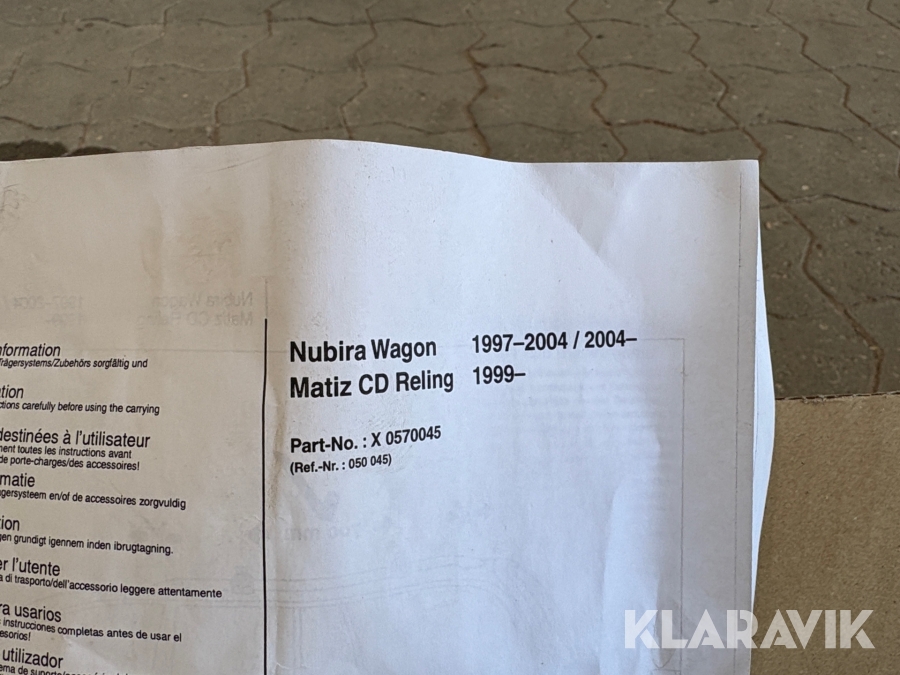 Nubira Wagon 1997–2004 / 2004–
Matiz CD Reling 1999–
Part-No. : X 0570045
(Ref.-Nr. : 050 045)
nformation
Trägersystems/Zubehörs sorgfältig und
ation
ctions carefully before using the carrying
destinées à l'utilisateur
ment toutes les instructions avant
de porte-charges/des accessoires!
matie
agersysteem en/of de accessoires zorgvuldig
tion
gen grundigt igennem inden ibrugtagning.
er l'utente
a di trasporto/dell'accessorio leggere attentamente
ra usarios
instrucciones completas antes de usar el
esorios!
utilizador
KLARAVIK